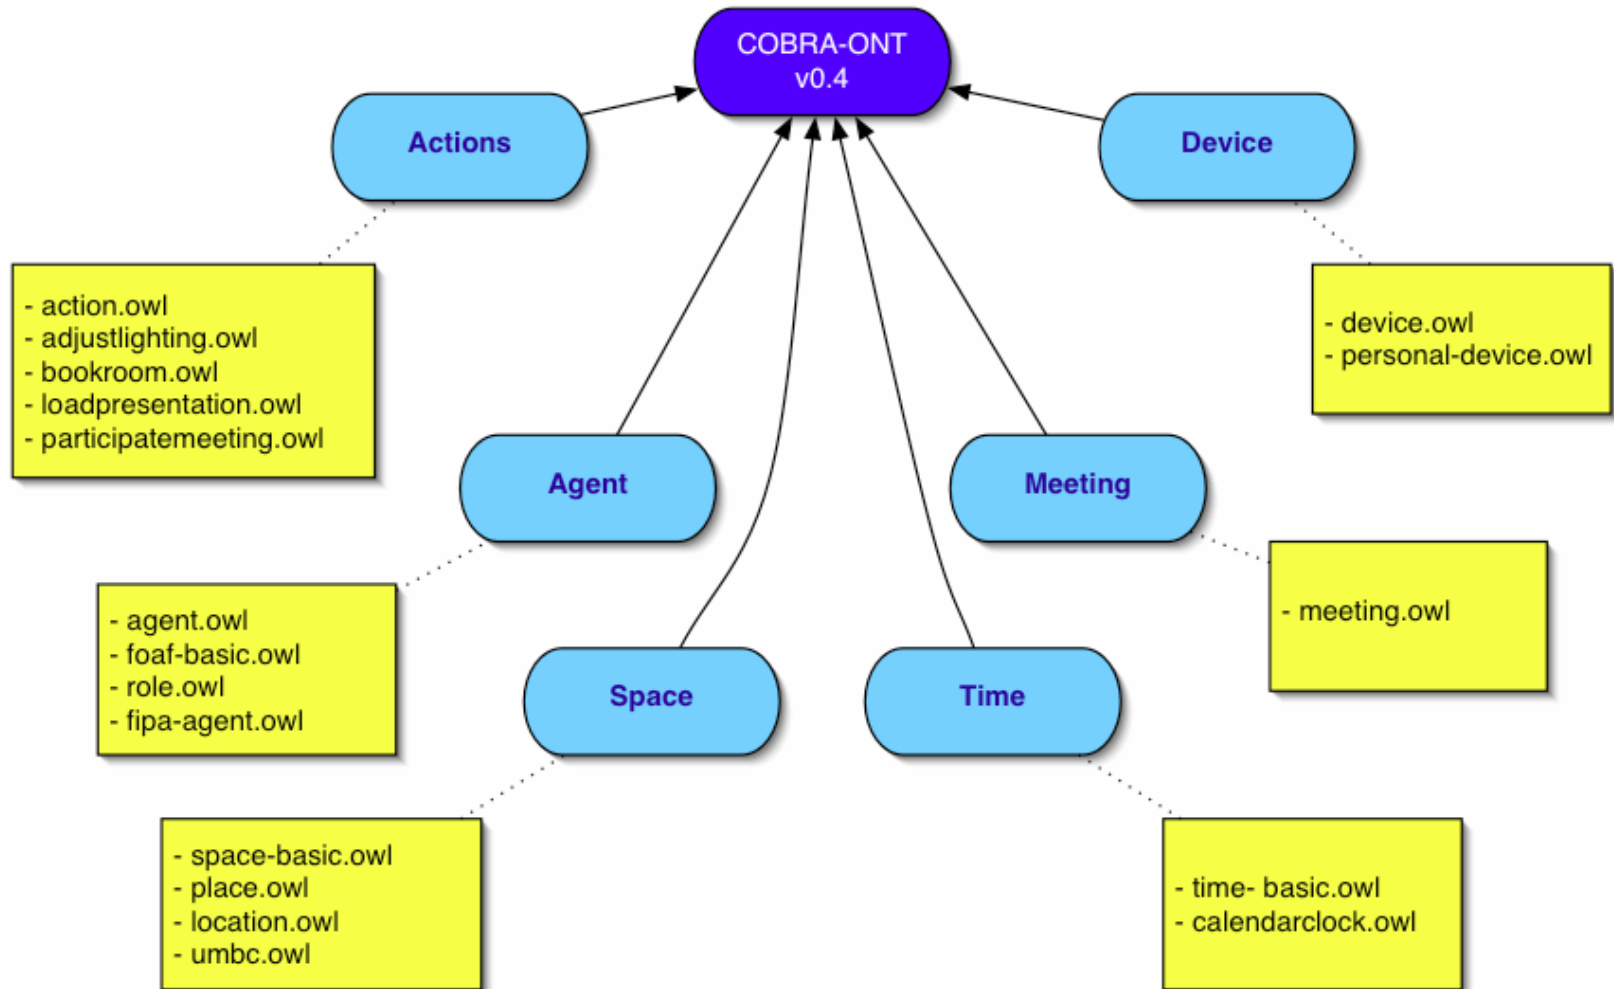 COBRA-ONT
v0.4
Actions
Device
- action.owl
- adjustlighting.owl
- bookroom.owl
- loadpresentation.owl
- participatemeeting.owl
- device.owl
- personal-device.owl
Agent
Meeting
- agent.owl
- foaf-basic.owl
- role.owl
- fipa-agent.owl
- meeting.owl
Space
Time
- space-basic.owl
- place.owl
- location.owl
- umbc.owl
- time- basic.owl
- calendarclock.owl